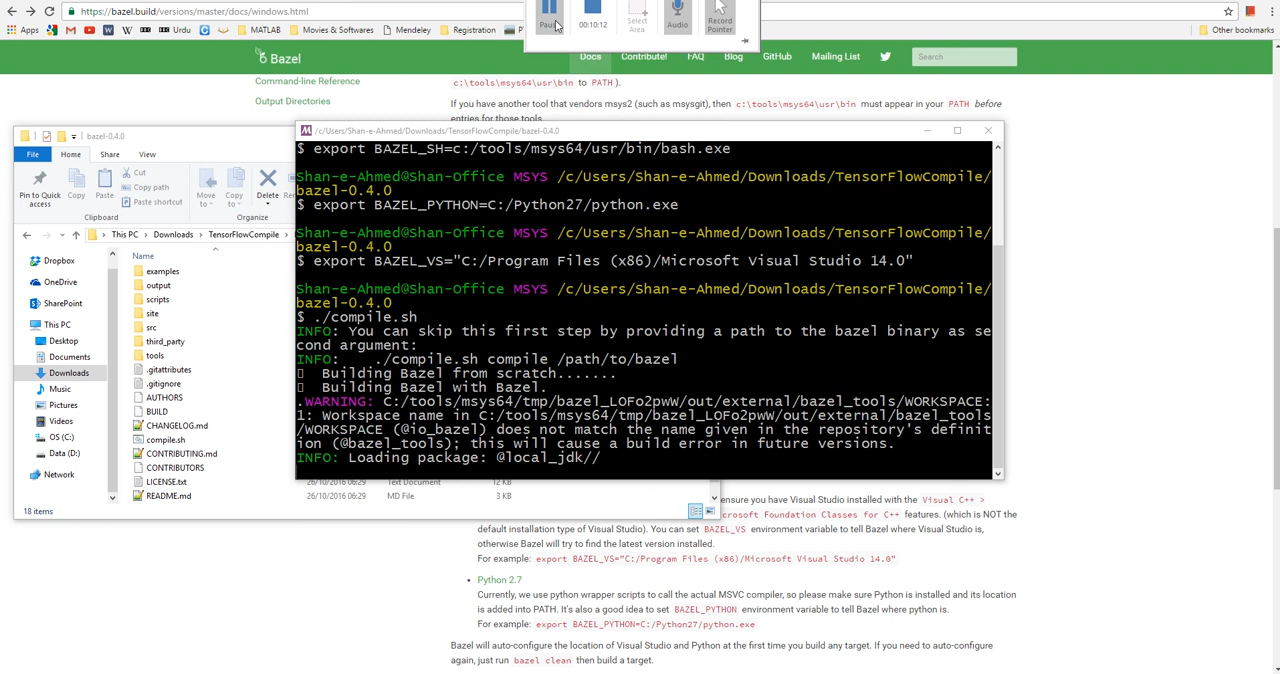 https://bazel.build/versions/master/docs/windows.html
Apps
Urdu
MATLAB
Movies & Softwares
Mendeley
Registration
Other bookmarks
Pause
00:10:12
Select Area
Audio
Record Pointer
Bazel
Docs
Contribute!
FAQ
Blog
GitHub
Mailing List
Search
Command-line Reference
Output Directories
c:\tools\msys64\usr\bin to PATH ).
If you have another tool that vendors msys2 (such as msysgit), then c:\tools\msys64\usr\bin must appear in your PATH before
entries for those tools.
bazel-0.4.0
File
Home
Share
View
Pin to Quick access
Copy
Paste
Cut
Copy path
Paste shortcut
Move to
Copy to
Delete
Clipboard
Organize
This PC
Downloads
TensorFlowCompile
Dropbox
OneDrive
SharePoint
This PC
Desktop
Documents
Downloads
Music
Pictures
Videos
OS (C:)
Data (D:)
Network
Name
examples
output
scripts
site
src
third_party
tools
.gitattributes
.gitignore
AUTHORS
BUILD
CHANGELOG.md
compile.sh
CONTRIBUTING.md
CONTRIBUTORS
LICENSE.txt
README.md
26/10/2016 06:29 Text Document 12 KB
26/10/2016 06:29 MD File 3 KB
18 items
/c/Users/Shan-e-Ahmed/Downloads/TensorFlowCompile/bazel-0.4.0
$ export BAZEL_SH=c:/tools/msys64/usr/bin/bash.exe
Shan-e-Ahmed@Shan-Office MSYS /c/Users/Shan-e-Ahmed/Downloads/TensorFlowCompile/
bazel-0.4.0
$ export BAZEL_PYTHON=C:/Python27/python.exe
Shan-e-Ahmed@Shan-Office MSYS /c/Users/Shan-e-Ahmed/Downloads/TensorFlowCompile/
bazel-0.4.0
$ export BAZEL_VS="C:/Program Files (x86)/Microsoft Visual Studio 14.0"
Shan-e-Ahmed@Shan-Office MSYS /c/Users/Shan-e-Ahmed/Downloads/TensorFlowCompile/
bazel-0.4.0
$ ./compile.sh
INFO: You can skip this first step by providing a path to the bazel binary as se
cond argument:
INFO:    ./compile.sh compile /path/to/bazel
Building Bazel from scratch.......
Building Bazel with Bazel.
.WARNING: C:/tools/msys64/tmp/bazel_LOFo2pwW/out/external/bazel_tools/WORKSPACE:
1: Workspace name in C:/tools/msys64/tmp/bazel_LOFo2pwW/out/external/bazel_tools
/WORKSPACE (@io_bazel) does not match the name given in the repository's definit
ion (@bazel_tools); this will cause a build error in future versions.
INFO: Loading package: @local_jdk//
ensure you have Visual Studio installed with the Visual C++ >
crosoft Foundation Classes for C++ features. (which is NOT the
default installation type of Visual Studio). You can set BAZEL_VS environment variable to tell Bazel where Visual Studio is,
otherwise Bazel will try to find the latest version installed.
For example: export BAZEL_VS="C:/Program Files (x86)/Microsoft Visual Studio 14.0"
Python 2.7
Currently, we use python wrapper scripts to call the actual MSVC compiler, so please make sure Python is installed and its location
is added into PATH. It's also a good idea to set BAZEL_PYTHON environment variable to tell Bazel where python is.
For example: export BAZEL_PYTHON=C:/Python27/python.exe
Bazel will auto-configure the location of Visual Studio and Python at the first time you build any target. If you need to auto-configure
again, just run bazel clean then build a target.